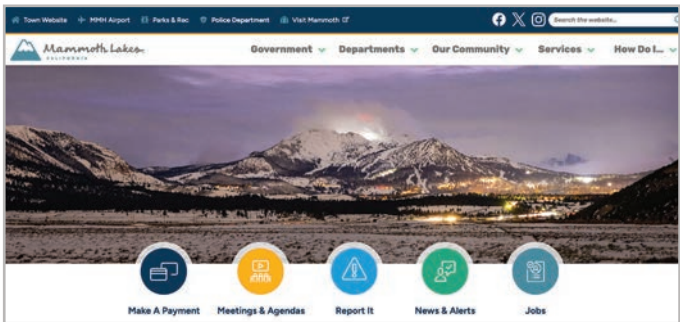 Town Website MMH Airport Parks & Rec Police Department Visit Mammoth Search the website...
Mammoth Lakes
CALIFORNIA
Government Departments Our Community Services How Do I...
Make A Payment Meetings & Agendas Report It News & Alerts Jobs